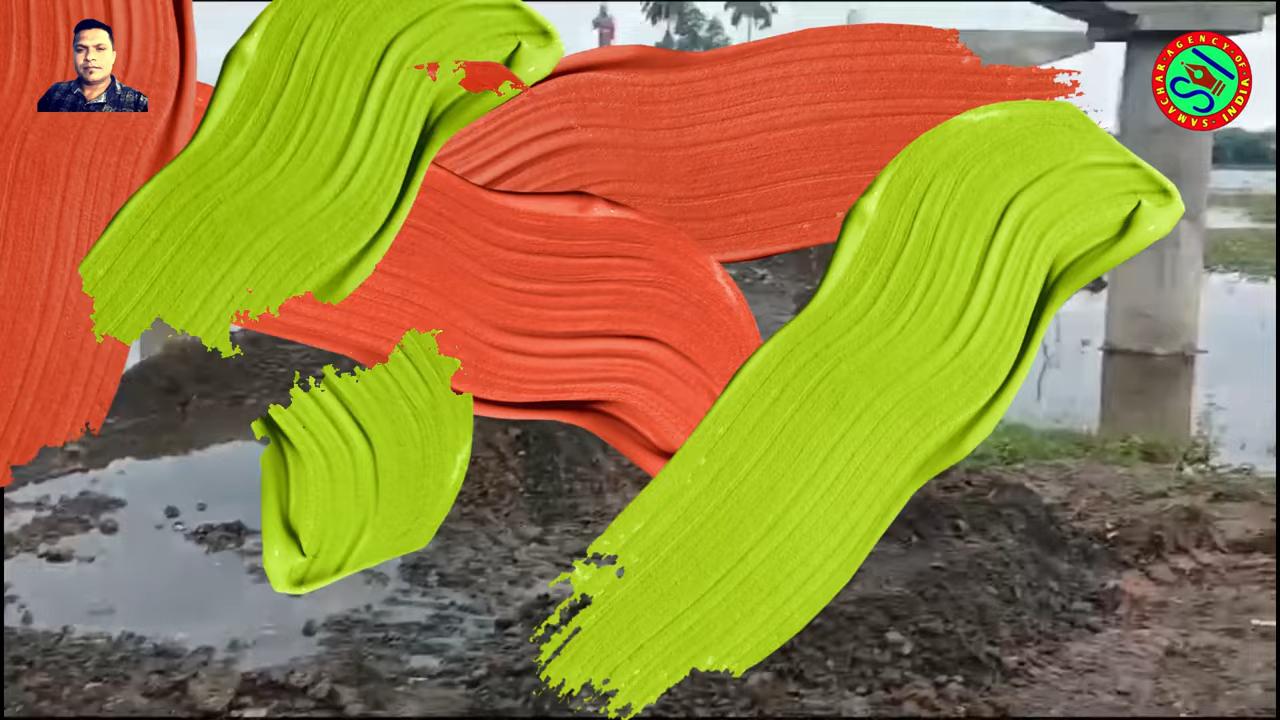 SAMACHAR • AGENCY • OF • INDIA •